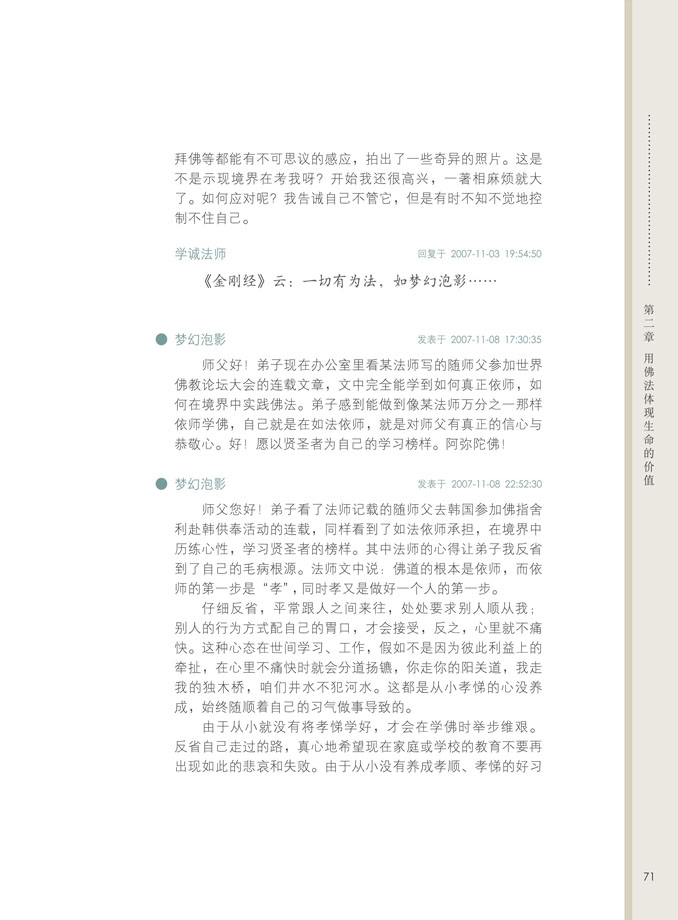 拜佛等都能有不可思议的感应，拍出了一些奇异的照片。这是
不是示现境界在考我呀？开始我还很高兴，一著相麻烦就大
了。如何应对呢？我告诫自己不管它，但是有时不知不觉地控
制不住自己。
学诚法师 回复于 2007-11-03 19:54:50
《金刚经》云：一切有为法，如梦幻泡影……
梦幻泡影 发表于 2007-11-08 17:30:35
师父好！弟子现在办公室里看某法师写的随师父参加世界
佛教论坛大会的连载文章，文中完全能学到如何真正依师，如
何在境界中实践佛法。弟子感到能做到像某法师万分之一那样
依师学佛，自己就是在如法依师，就是对师父有真正的信心与
恭敬心。好！愿以贤圣者为自己的学习榜样。阿弥陀佛！
梦幻泡影 发表于 2007-11-08 22:52:30
师父您好！弟子看了法师记载的随师父去韩国参加佛指舍
利赴韩供奉活动的连载，同样看到了如法依师承担，在境界中
历练心性，学习贤圣者的榜样。其中法师的心得让弟子我反省
到了自己的毛病根源。法师文中说：佛道的根本是依师，而依
师的第一步是“孝”，同时孝又是做好一个人的第一步。
仔细反省，平常跟人之间来往，处处要求别人顺从我；
别人的行为方式配自己的胃口，才会接受，反之，心里就不痛
快。这种心态在世间学习、工作，假如不是因为彼此利益上的
牵扯，在心里不痛快时就会分道扬镳，你走你的阳关道，我走
我的独木桥，咱们井水不犯河水。这都是从小孝悌的心没养
成，始终随顺着自己的习气做事导致的。
由于从小就没有将孝悌学好，才会在学佛时举步维艰。
反省自己走过的路，真心地希望现在家庭或学校的教育不要再
出现如此的悲哀和失败。由于从小没有养成孝顺、孝悌的好习
第二章 用佛法体现生命的价值
71